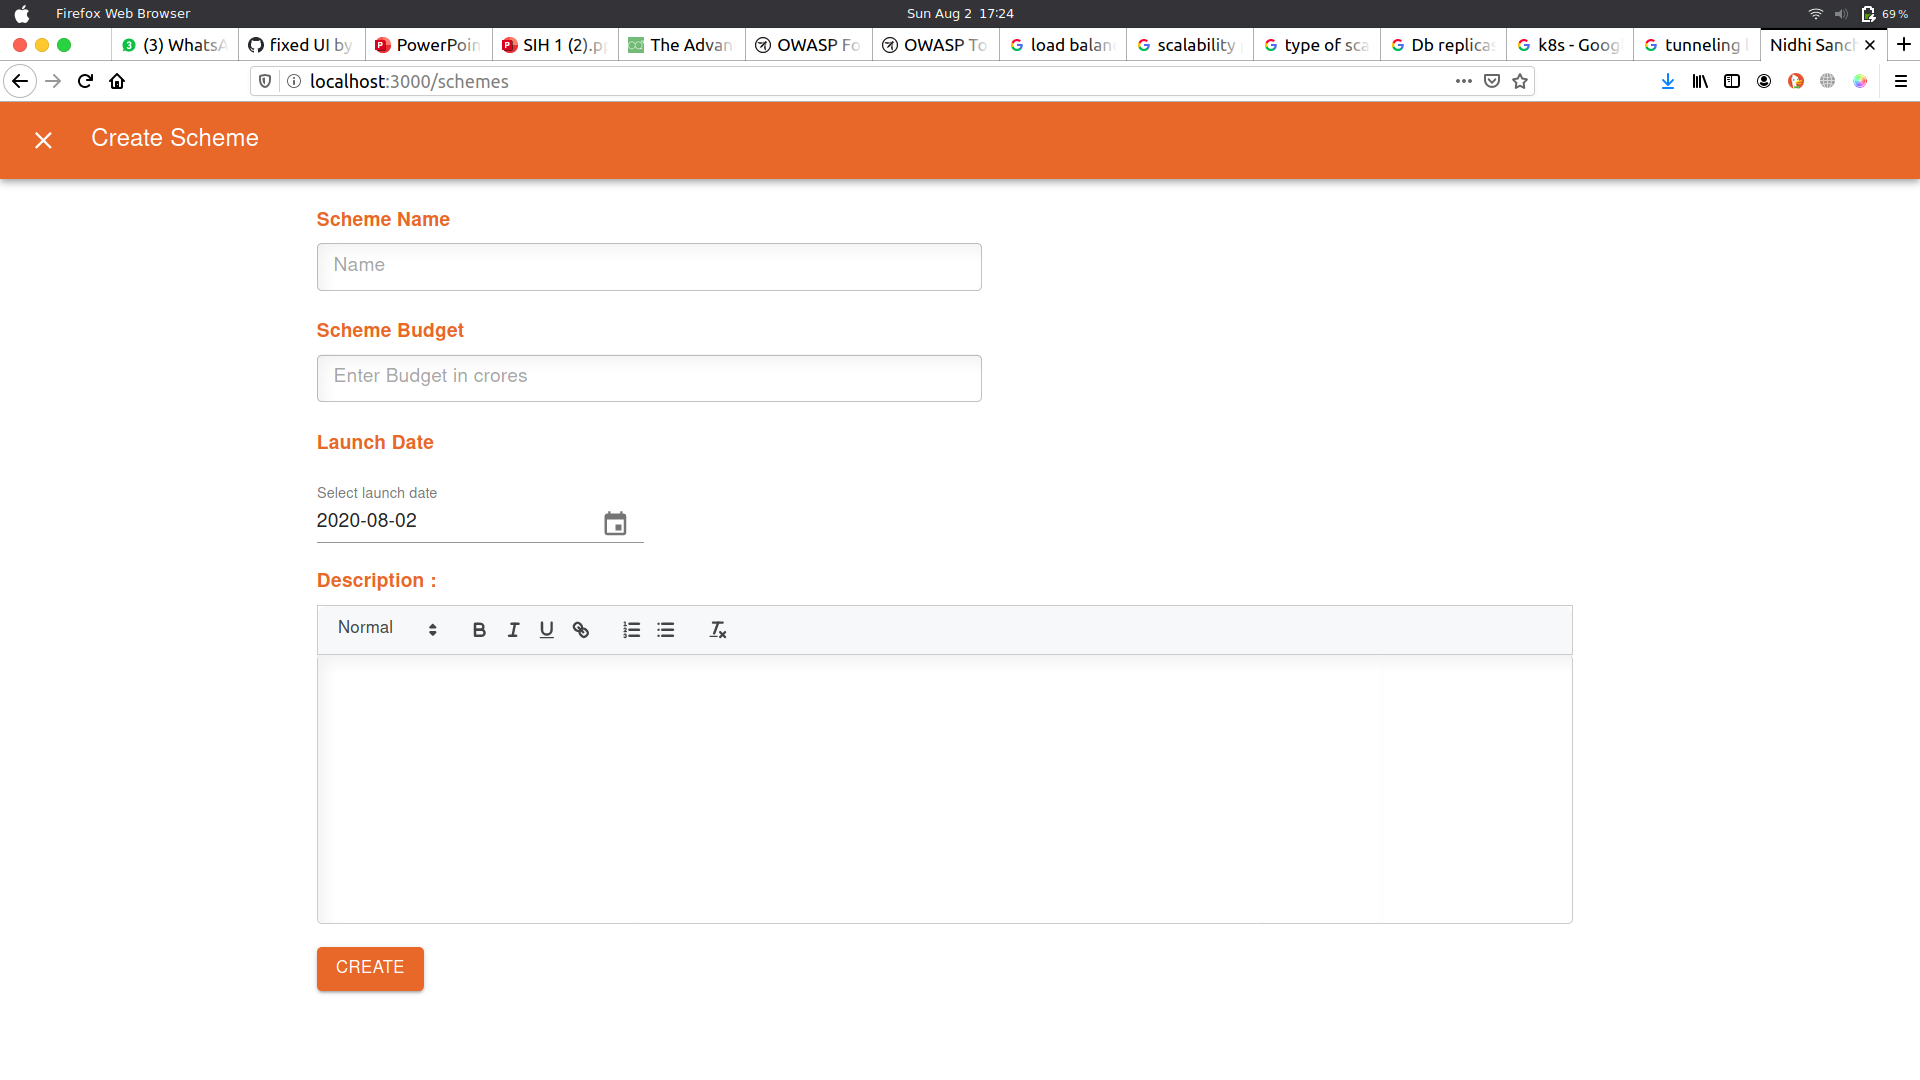 Firefox Web Browser
Sun Aug 2 17:24
69 %
(3) WhatsA
fixed UI by
PowerPoin
SIH 1 (2).p
The Advan
OWASP Fo
OWASP To
load balan
scalability
type of sca
Db replica
k8s - Goog
tunneling
Nidhi Sanch
localhost:3000/schemes
Create Scheme
Scheme Name
Name
Scheme Budget
Enter Budget in crores
Launch Date
Select launch date
2020-08-02
Description :
Normal
CREATE